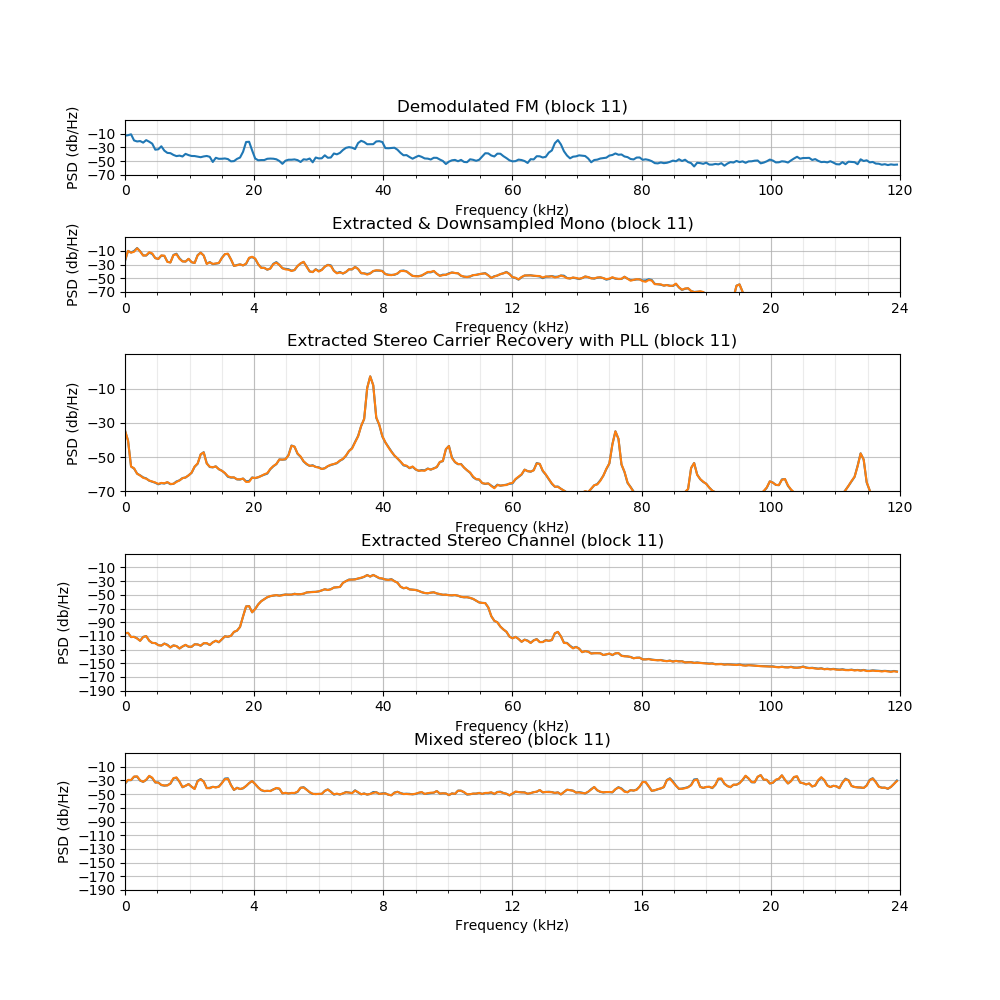 Demodulated FM (block 11)
PSD (db/Hz)
−10
−30
−50
−70
0 20 40 60 80 100 120
Frequency (kHz)
Extracted & Downsampled Mono (block 11)
PSD (db/Hz)
−10
−30
−50
−70
0 4 8 12 16 20 24
Frequency (kHz)
Extracted Stereo Carrier Recovery with PLL (block 11)
PSD (db/Hz)
−10
−30
−50
−70
0 20 40 60 80 100 120
Frequency (kHz)
Extracted Stereo Channel (block 11)
PSD (db/Hz)
−10
−30
−50
−70
−90
−110
−130
−150
−170
−190
0 20 40 60 80 100 120
Frequency (kHz)
Mixed stereo (block 11)
PSD (db/Hz)
−10
−30
−50
−70
−90
−110
−130
−150
−170
−190
0 4 8 12 16 20 24
Frequency (kHz)